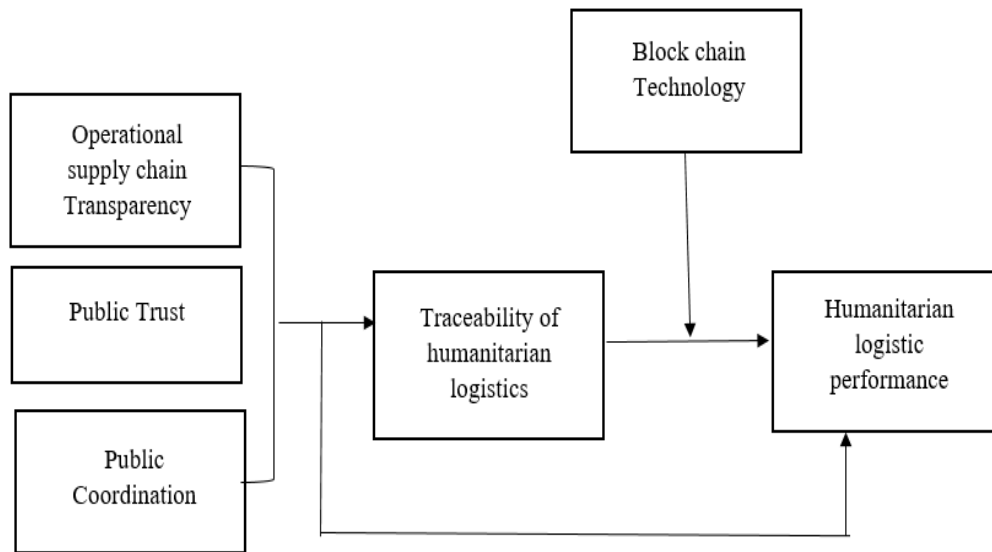 Block chain
Technology
Operational
supply chain
Transparency
Public Trust
Traceability of
humanitarian
logistics
Humanitarian
logistic
performance
Public
Coordination